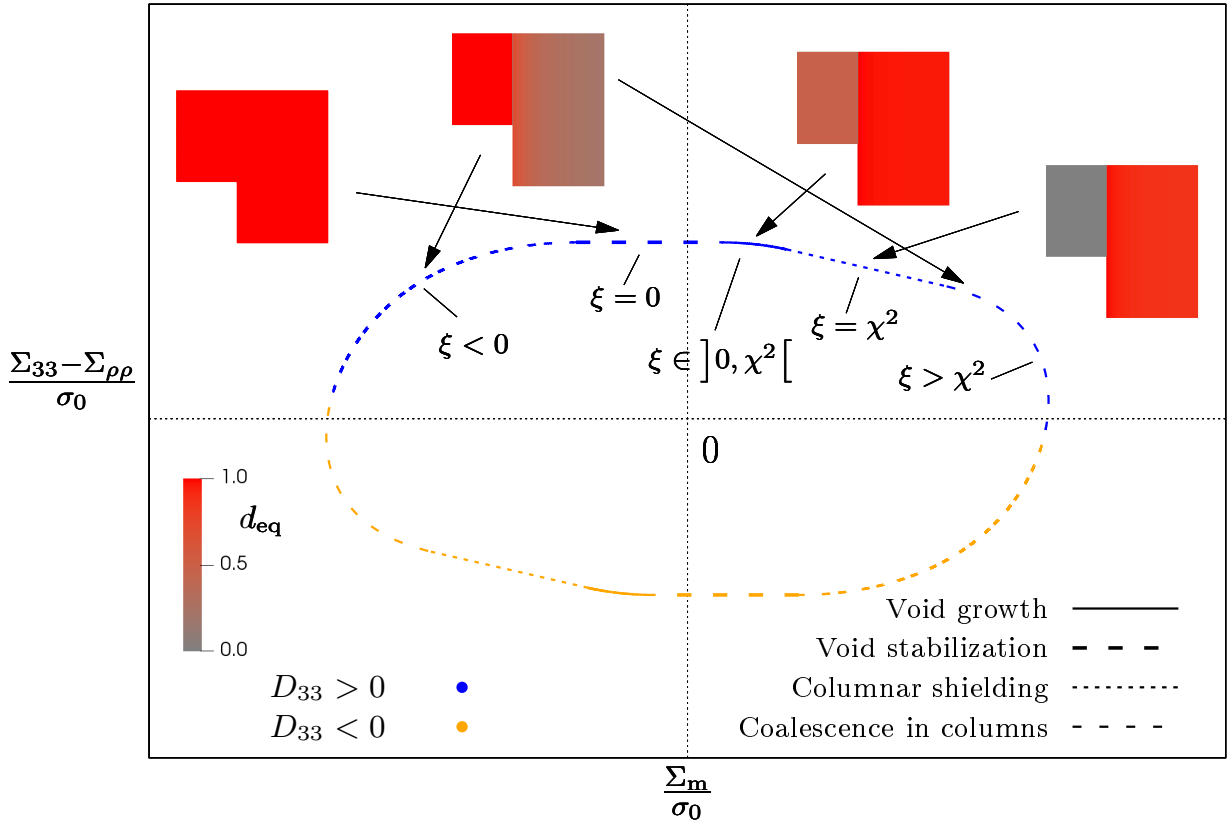 ξ = 0
ξ < 0
ξ ∈ ]0, χ² [
ξ = χ²
ξ > χ²
Σ₃₃−Σρρ
σ₀
0
1.0
d_eq
0.5
0.0
Void growth
Void stabilization
Columnar shielding
Coalescence in columns
D₃₃ > 0
D₃₃ < 0
Σ_m
σ₀